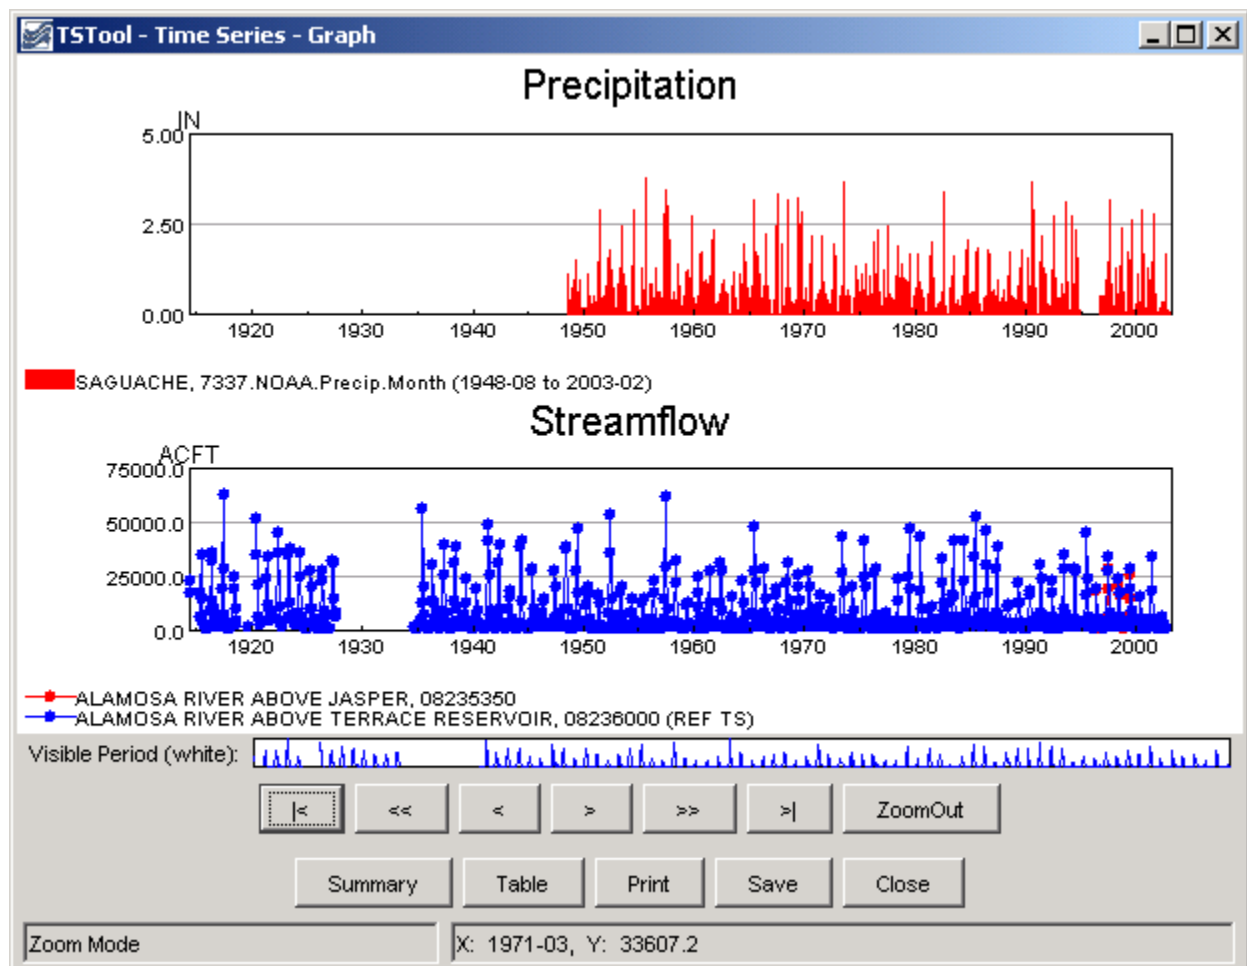 TSTool - Time Series - Graph
Precipitation
IN
5.00
2.50
0.00
1920 1930 1940 1950 1960 1970 1980 1990 2000
SAGUACHE, 7337.NOAA.Precip.Month (1948-08 to 2003-02)
Streamflow
ACFT
75000.0
50000.0
25000.0
0.0
1920 1930 1940 1950 1960 1970 1980 1990 2000
ALAMOSA RIVER ABOVE JASPER, 08235350
ALAMOSA RIVER ABOVE TERRACE RESERVOIR, 08236000 (REF TS)
Visible Period (white):
|< << < > >> >| ZoomOut
Summary Table Print Save Close
Zoom Mode X: 1971-03, Y: 33607.2